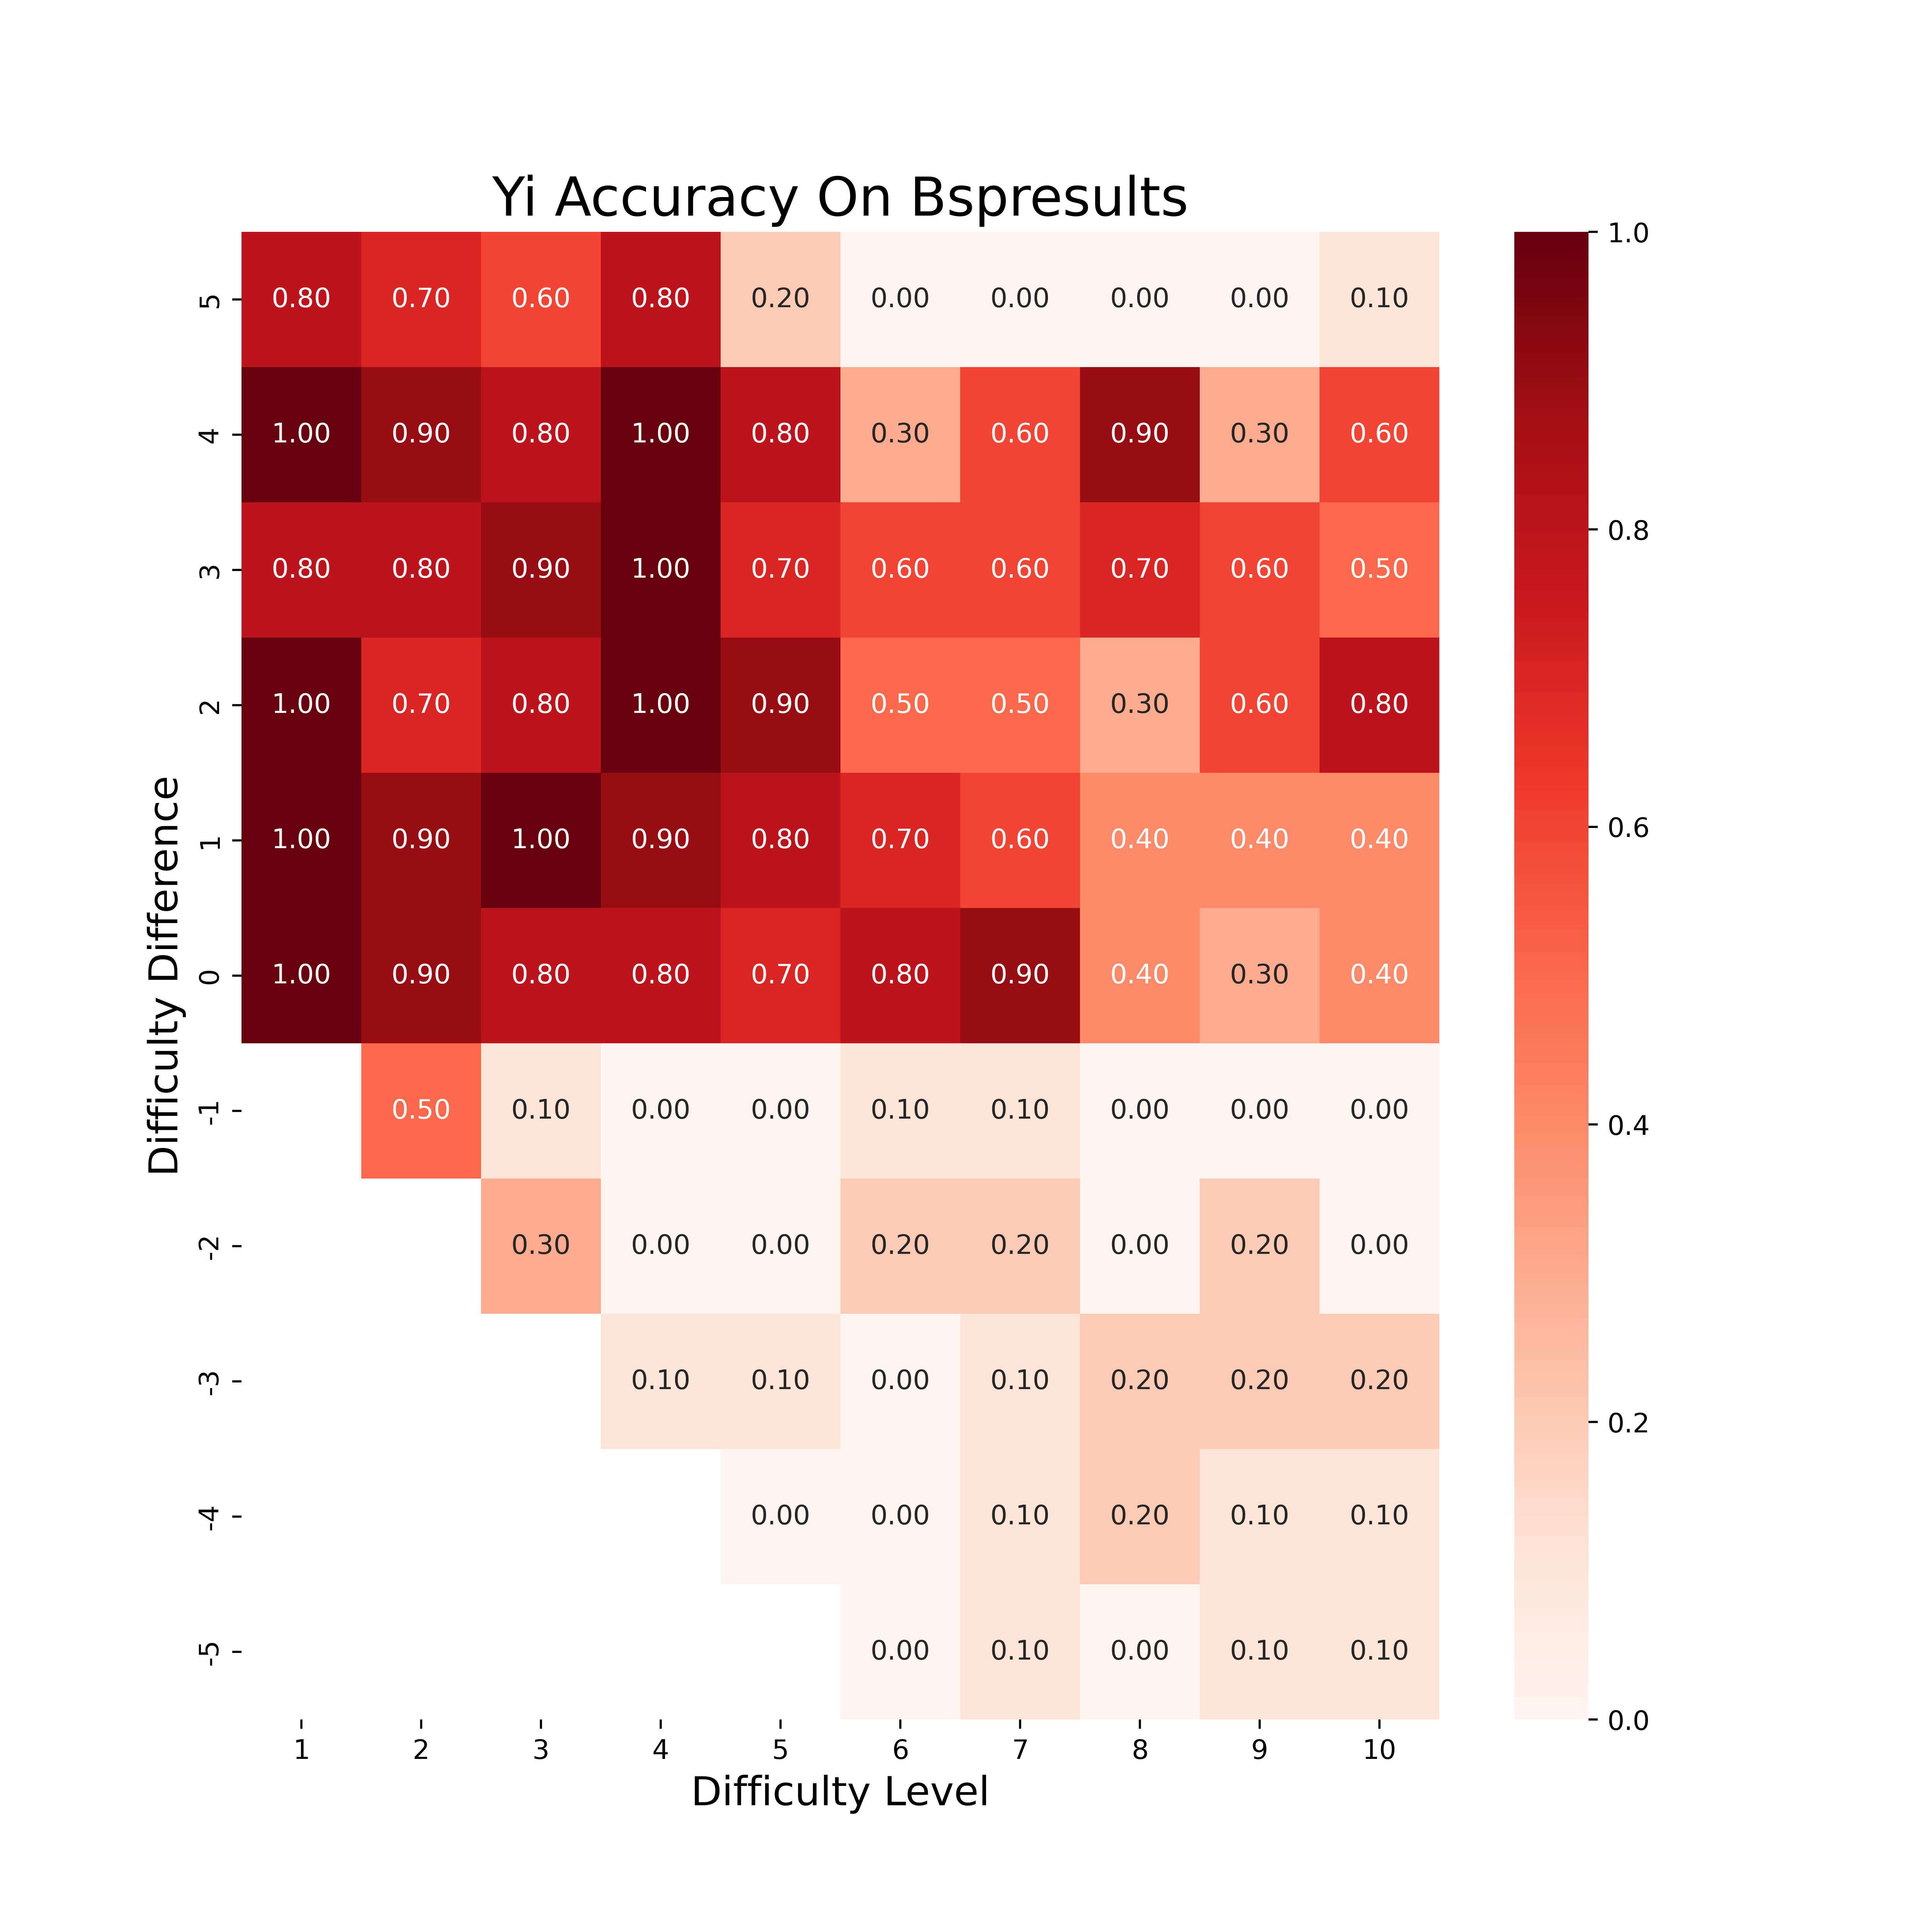 Yi Accuracy On Bspresults
5 0.80 0.70 0.60 0.80 0.20 0.00 0.00 0.00 0.00 0.10
4 1.00 0.90 0.80 1.00 0.80 0.30 0.60 0.90 0.30 0.60
3 0.80 0.80 0.90 1.00 0.70 0.60 0.60 0.70 0.60 0.50
2 1.00 0.70 0.80 1.00 0.90 0.50 0.50 0.30 0.60 0.80
1 1.00 0.90 1.00 0.90 0.80 0.70 0.60 0.40 0.40 0.40
0 1.00 0.90 0.80 0.80 0.70 0.80 0.90 0.40 0.30 0.40
-1 0.50 0.10 0.00 0.00 0.10 0.10 0.00 0.00 0.00
-2 0.30 0.00 0.00 0.20 0.20 0.00 0.20 0.00
-3 0.10 0.10 0.00 0.10 0.20 0.20 0.20
-4 0.00 0.00 0.10 0.20 0.10 0.10
-5 0.00 0.10 0.00 0.10 0.10
1 2 3 4 5 6 7 8 9 10
Difficulty Level
Difficulty Difference
1.0
0.8
0.6
0.4
0.2
0.0